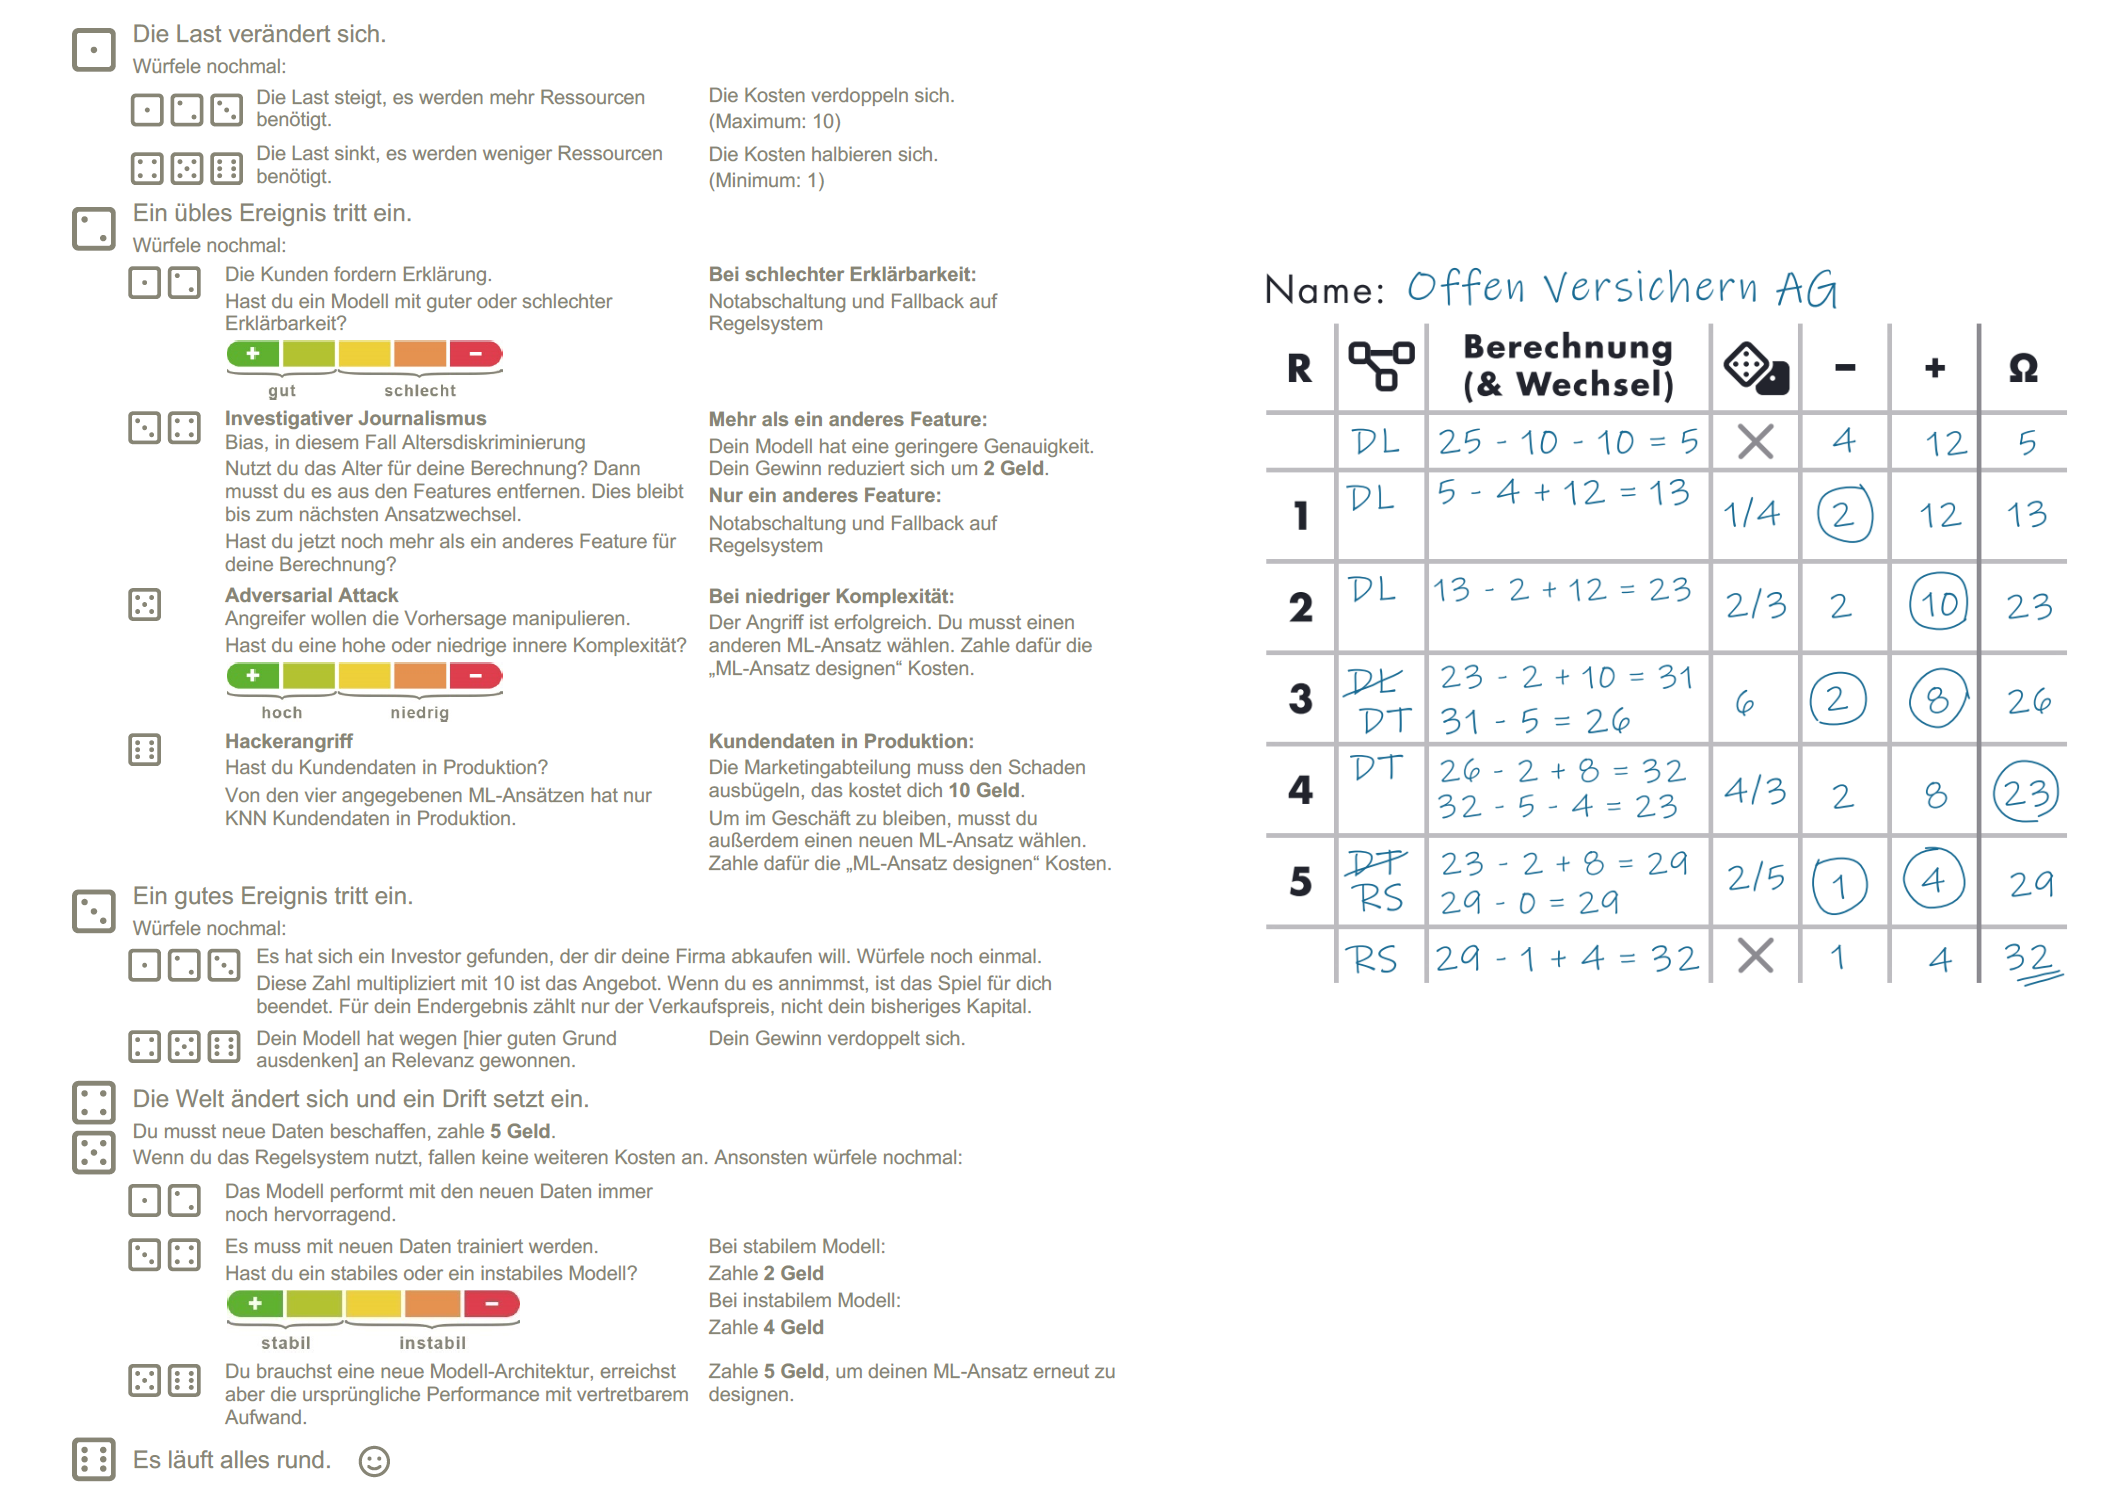 Die Last verändert sich.
Würfele nochmal:
Die Last steigt, es werden mehr Ressourcen
benötigt.
Die Kosten verdoppeln sich.
(Maximum: 10)
Die Last sinkt, es werden weniger Ressourcen
benötigt.
Die Kosten halbieren sich.
(Minimum: 1)
Ein übles Ereignis tritt ein.
Würfele nochmal:
Die Kunden fordern Erklärung.
Hast du ein Modell mit guter oder schlechter
Erklärbarkeit?
+ −
gut schlecht
Bei schlechter Erklärbarkeit:
Notabschaltung und Fallback auf
Regelsystem
Investigativer Journalismus
Bias, in diesem Fall Altersdiskriminierung
Nutzt du das Alter für deine Berechnung? Dann
musst du es aus den Features entfernen. Dies bleibt
bis zum nächsten Ansatzwechsel.
Hast du jetzt noch mehr als ein anderes Feature für
deine Berechnung?
Mehr als ein anderes Feature:
Dein Modell hat eine geringere Genauigkeit.
Dein Gewinn reduziert sich um 2 Geld.
Nur ein anderes Feature:
Notabschaltung und Fallback auf
Regelsystem
Adversarial Attack
Angreifer wollen die Vorhersage manipulieren.
Hast du eine hohe oder niedrige innere Komplexität?
+ −
hoch niedrig
Bei niedriger Komplexität:
Der Angriff ist erfolgreich. Du musst einen
anderen ML-Ansatz wählen. Zahle dafür die
„ML-Ansatz designen“ Kosten.
Hackerangriff
Hast du Kundendaten in Produktion?
Von den vier angegebenen ML-Ansätzen hat nur
KNN Kundendaten in Produktion.
Kundendaten in Produktion:
Die Marketingabteilung muss den Schaden
ausbügeln, das kostet dich 10 Geld.
Um im Geschäft zu bleiben, musst du
außerdem einen neuen ML-Ansatz wählen.
Zahle dafür die „ML-Ansatz designen“ Kosten.
Ein gutes Ereignis tritt ein.
Würfele nochmal:
Es hat sich ein Investor gefunden, der dir deine Firma abkaufen will. Würfele noch einmal.
Diese Zahl multipliziert mit 10 ist das Angebot. Wenn du es annimmst, ist das Spiel für dich
beendet. Für dein Endergebnis zählt nur der Verkaufspreis, nicht dein bisheriges Kapital.
Dein Modell hat wegen [hier guten Grund
ausdenken] an Relevanz gewonnen.
Dein Gewinn verdoppelt sich.
Die Welt ändert sich und ein Drift setzt ein.
Du musst neue Daten beschaffen, zahle 5 Geld.
Wenn du das Regelsystem nutzt, fallen keine weiteren Kosten an. Ansonsten würfele nochmal:
Das Modell performt mit den neuen Daten immer
noch hervorragend.
Es muss mit neuen Daten trainiert werden.
Hast du ein stabiles oder ein instabiles Modell?
+ −
stabil instabil
Bei stabilem Modell:
Zahle 2 Geld
Bei instabilem Modell:
Zahle 4 Geld
Du brauchst eine neue Modell-Architektur, erreichst
aber die ursprüngliche Performance mit vertretbarem
Aufwand.
Zahle 5 Geld, um deinen ML-Ansatz erneut zu
designen.
Es läuft alles rund.
Name: Offen Versichern AG
R Berechnung (& Wechsel) − + Ω
DL 25 - 10 - 10 = 5 4 12 5
1 DL 5 - 4 + 12 = 13 1/4 2 12 13
2 DL 13 - 2 + 12 = 23 2/3 2 10 23
3 DL 23 - 2 + 10 = 31 6 2 8 26
DT 31 - 5 = 26
4 DT 26 - 2 + 8 = 32 4/3 2 8 23
32 - 5 - 4 = 23
5 DT 23 - 2 + 8 = 29 2/5 1 4 29
RS 29 - 0 = 29
RS 29 - 1 + 4 = 32 1 4 32